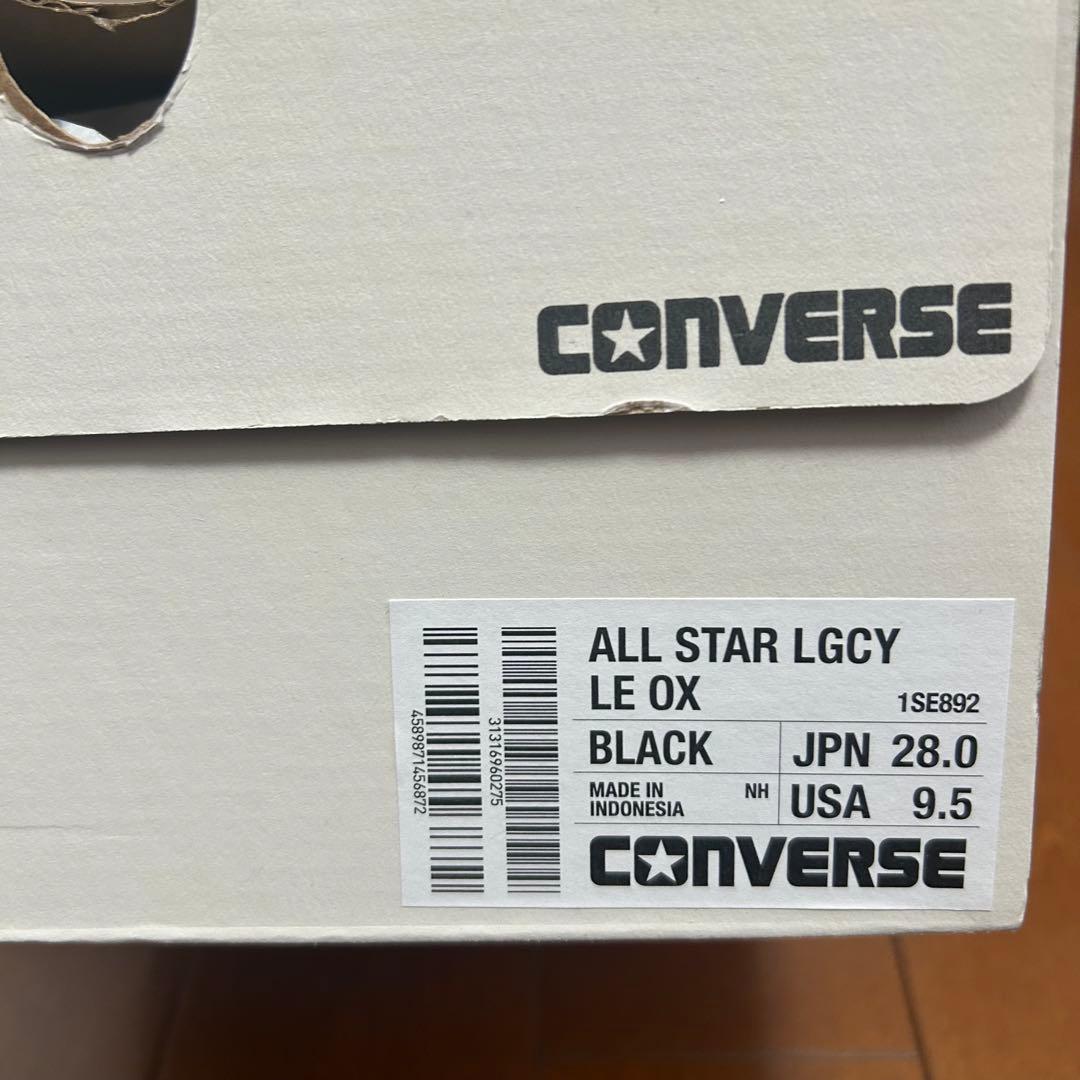 CONVERSE
4589871456872
31316960275
ALL STAR LGCY
LE OX 1SE892
BLACK JPN 28.0
MADE IN
INDONESIA NH USA 9.5
CONVERSE